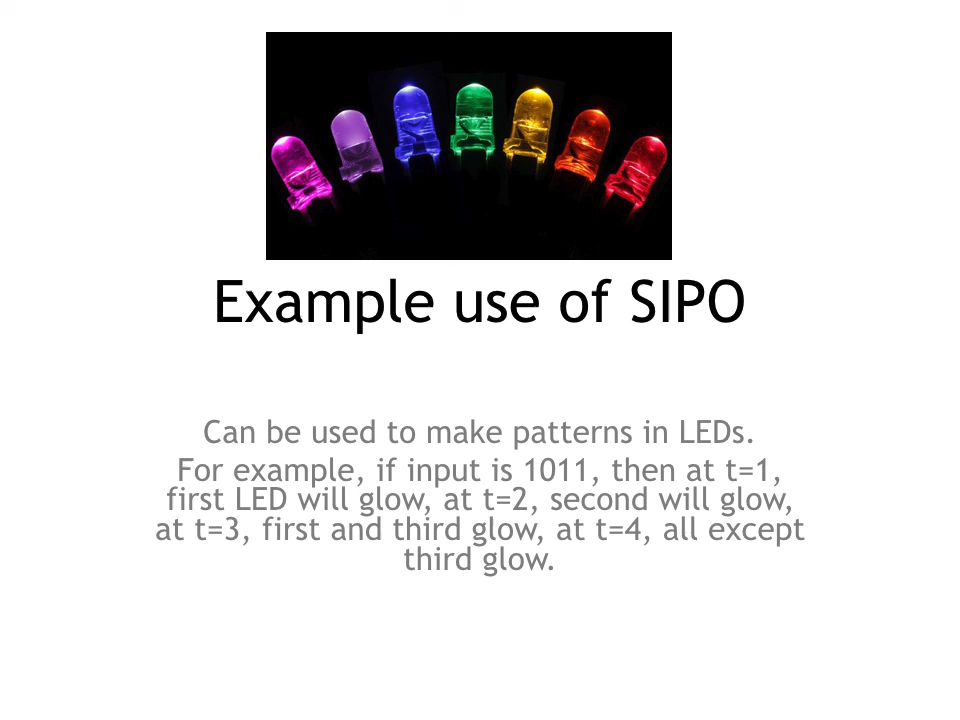 Example use of SIPO
Can be used to make patterns in LEDs.
For example, if input is 1011, then at t=1,
first LED will glow, at t=2, second will glow,
at t=3, first and third glow, at t=4, all except
third glow.